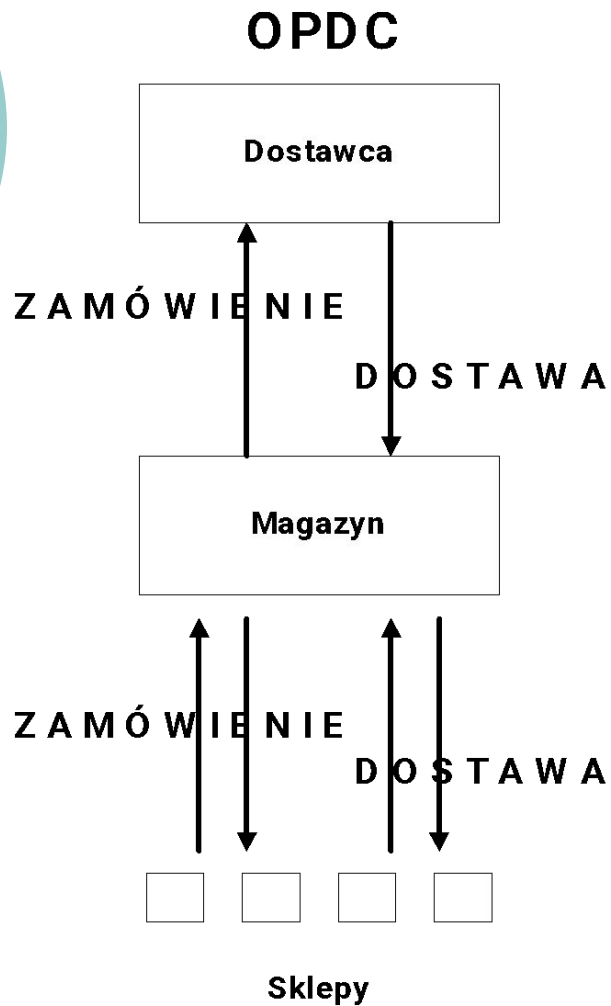 OPDC
Dostawca
ZAMÓWIENIE
DOSTAWA
Magazyn
ZAMÓWIENIE
DOSTAWA
Sklepy